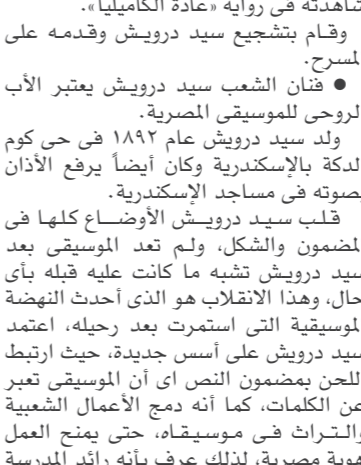 شاهدته فى رواية «غادة الكاميليا».
وقام بتشجيع سيد درويش وقدمه على
المسرح.
● فنان الشعب سيد درويش يعتبر الأب
الروحى للموسيقى المصرية.
ولد سيد درويش عام ١٨٩٢ فى حى كوم
الدكة بالإسكندرية وكان أيضاً يرفع الأذان
بصوته فى مساجد الإسكندرية.
قلب سيد درويش الأوضاع كلها فى
المضمون والشكل، ولم تعد الموسيقى بعد
سيد درويش تشبه ما كانت عليه قبله بأى
حال، وهذا الانقلاب هو الذى أحدث النهضة
الموسيقية التى استمرت بعد رحيله، اعتمد
سيد درويش على أسس جديدة، حيث ارتبط
اللحن بمضمون النص اى أن الموسيقى تعبر
عن الكلمات، كما أنه دمج الأعمال الشعبية
والتراث فى موسيقاه، حتى يمنح العمل
هوية مصرية، لذلك عرف بأنه رائد المدرسة